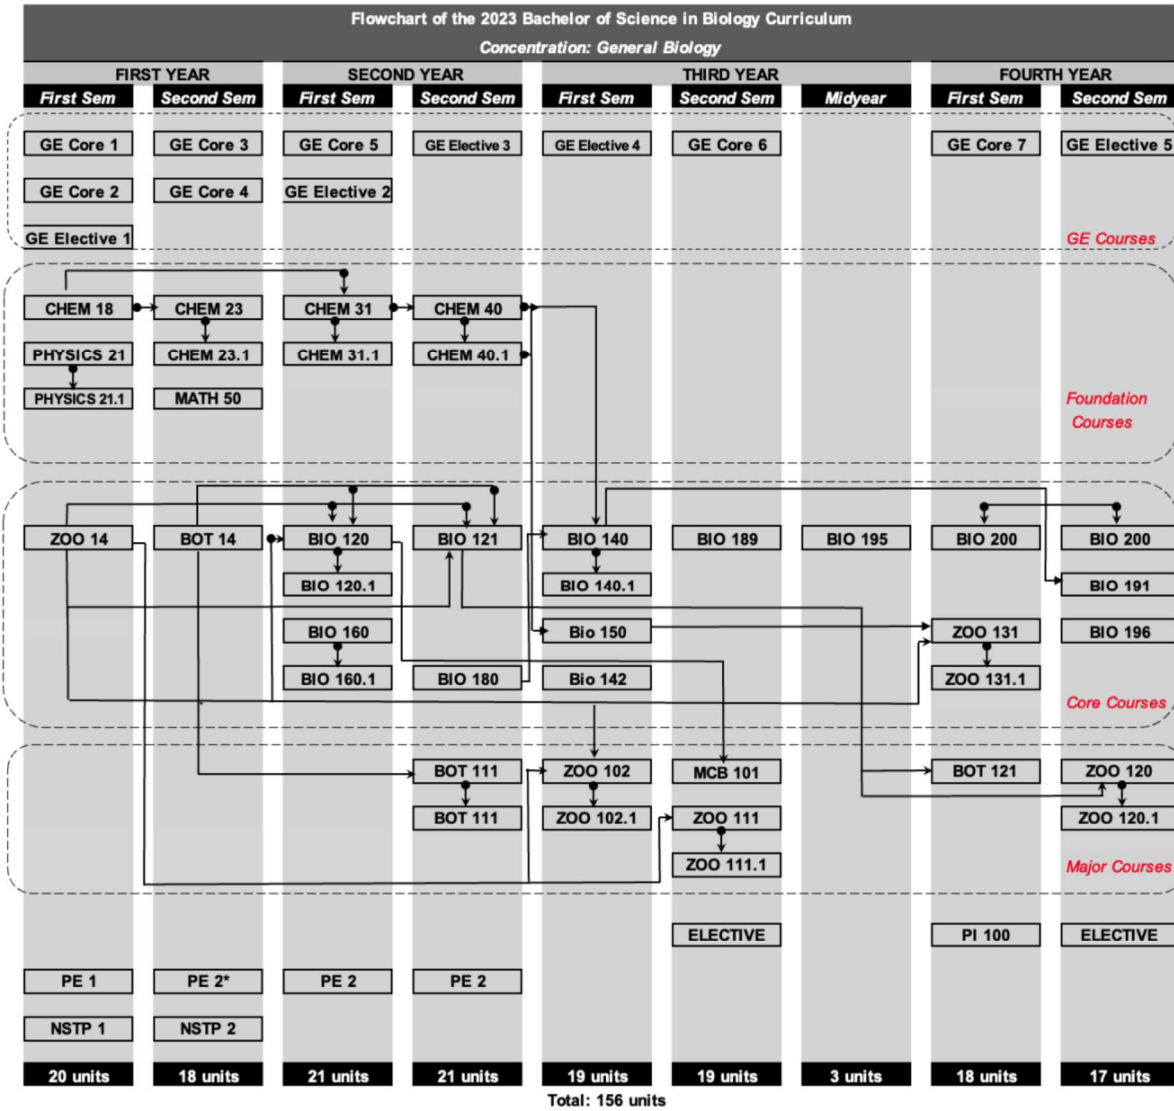 Flowchart of the 2023 Bachelor of Science in Biology Curriculum
Concentration: General Biology
FIRST YEAR SECOND YEAR THIRD YEAR FOURTH YEAR
First Sem Second Sem First Sem Second Sem First Sem Second Sem Midyear First Sem Second Sem
GE Core 1 GE Core 3 GE Core 5 GE Elective 3 GE Elective 4 GE Core 6 GE Core 7 GE Elective 5
GE Core 2 GE Core 4 GE Elective 2
GE Elective 1 GE Courses
CHEM 18 CHEM 23 CHEM 31 CHEM 40
PHYSICS 21 CHEM 23.1 CHEM 31.1 CHEM 40.1
PHYSICS 21.1 MATH 50 Foundation
Courses
ZOO 14 BOT 14 BIO 120 BIO 121 BIO 140 BIO 189 BIO 195 BIO 200 BIO 200
BIO 120.1 BIO 140.1 BIO 191
BIO 160 Bio 150 ZOO 131 BIO 196
BIO 160.1 BIO 180 Bio 142 ZOO 131.1
Core Courses
BOT 111 ZOO 102 MCB 101 BOT 121 ZOO 120
BOT 111 ZOO 102.1 ZOO 111 ZOO 120.1
ZOO 111.1 Major Courses
ELECTIVE PI 100 ELECTIVE
PE 1 PE 2* PE 2 PE 2
NSTP 1 NSTP 2
20 units 18 units 21 units 21 units 19 units 19 units 3 units 18 units 17 units
Total: 156 units